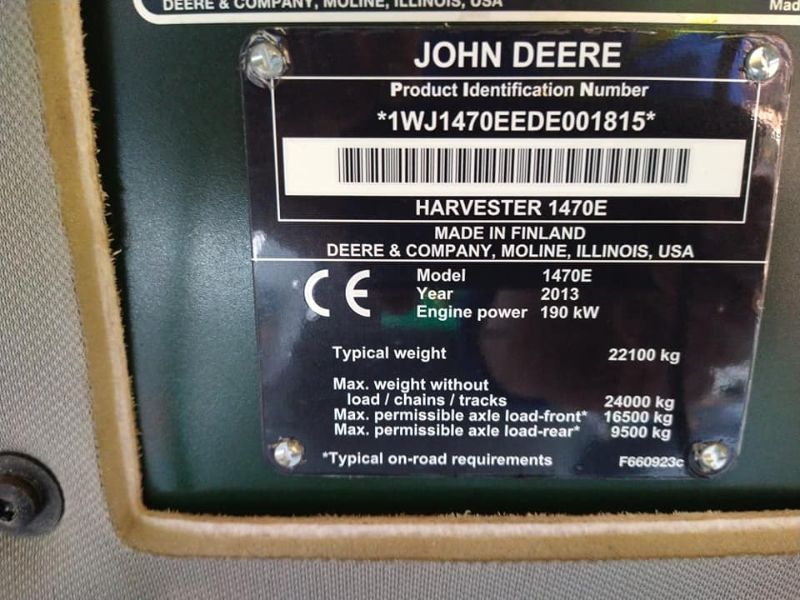 DEERE & COMPANY, MOLINE, ILLINOIS, USA
Mad
JOHN DEERE
Product Identification Number
*1WJ1470EEDE001815*
HARVESTER 1470E
MADE IN FINLAND
DEERE & COMPANY, MOLINE, ILLINOIS, USA
CE
Model 1470E
Year 2013
Engine power 190 kW
Typical weight 22100 kg
Max. weight without
load / chains / tracks 24000 kg
Max. permissible axle load-front* 16500 kg
Max. permissible axle load-rear* 9500 kg
*Typical on-road requirements F660923c